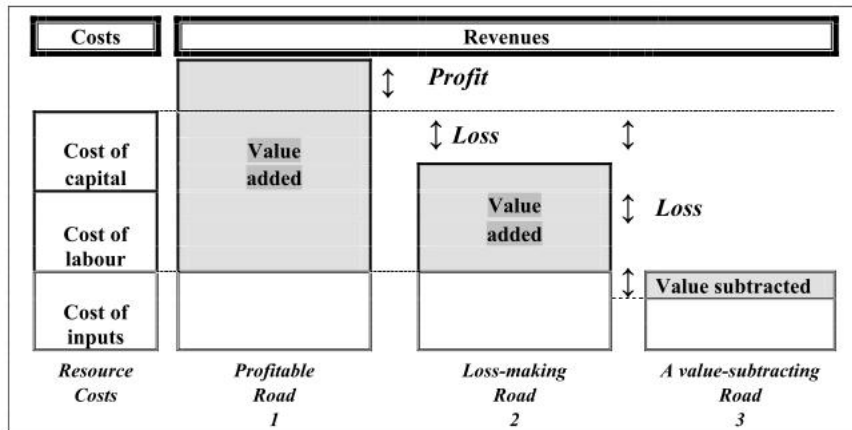 Costs
Revenues
Profit
Loss
Cost of
capital
Value
added
Value
added
Loss
Cost of
labour
Value subtracted
Cost of
inputs
Resource
Costs
Profitable
Road
1
Loss-making
Road
2
A value-subtracting
Road
3